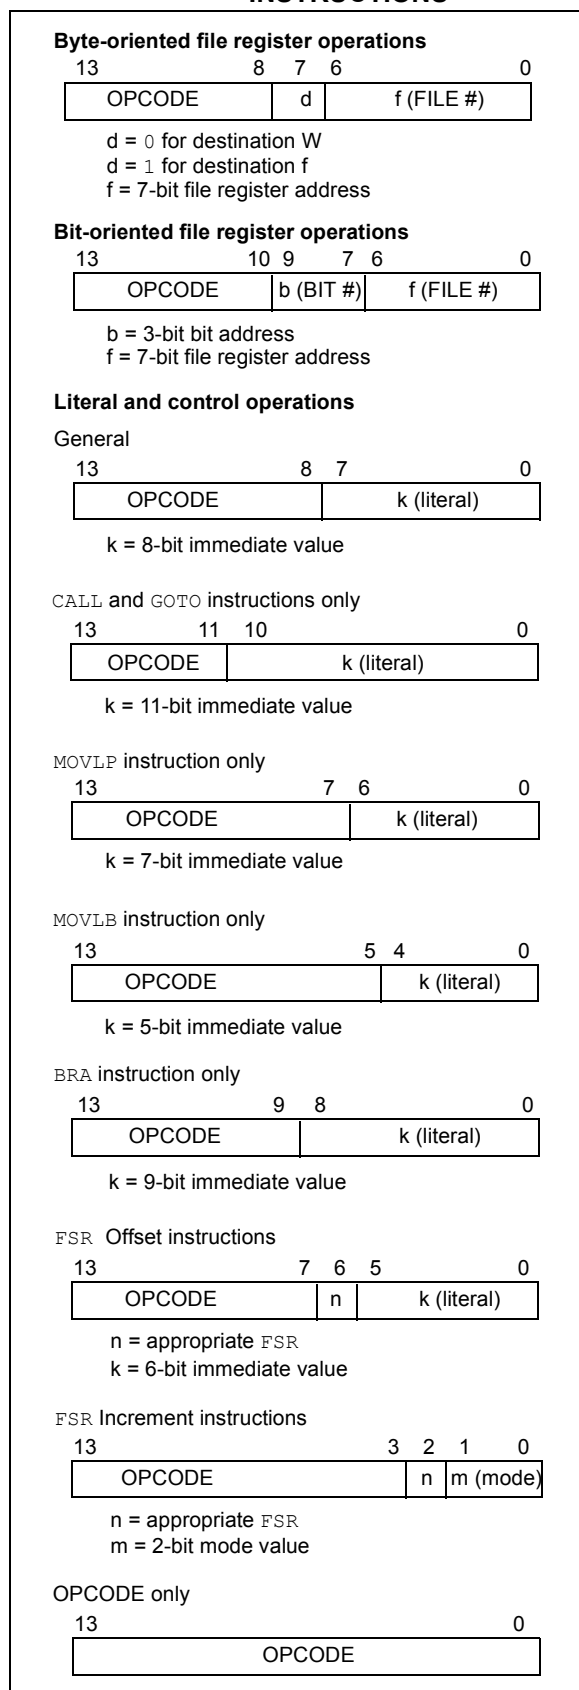 INSTRUCTIONS
Byte-oriented file register operations
13 8 7 6 0
OPCODE d f (FILE #)
d = 0 for destination W
d = 1 for destination f
f = 7-bit file register address
Bit-oriented file register operations
13 10 9 7 6 0
OPCODE b (BIT #) f (FILE #)
b = 3-bit bit address
f = 7-bit file register address
Literal and control operations
General
13 8 7 0
OPCODE k (literal)
k = 8-bit immediate value
CALL and GOTO instructions only
13 11 10 0
OPCODE k (literal)
k = 11-bit immediate value
MOVLP instruction only
13 7 6 0
OPCODE k (literal)
k = 7-bit immediate value
MOVLB instruction only
13 5 4 0
OPCODE k (literal)
k = 5-bit immediate value
BRA instruction only
13 9 8 0
OPCODE k (literal)
k = 9-bit immediate value
FSR Offset instructions
13 7 6 5 0
OPCODE n k (literal)
n = appropriate FSR
k = 6-bit immediate value
FSR Increment instructions
13 3 2 1 0
OPCODE n m (mode)
n = appropriate FSR
m = 2-bit mode value
OPCODE only
13 0
OPCODE